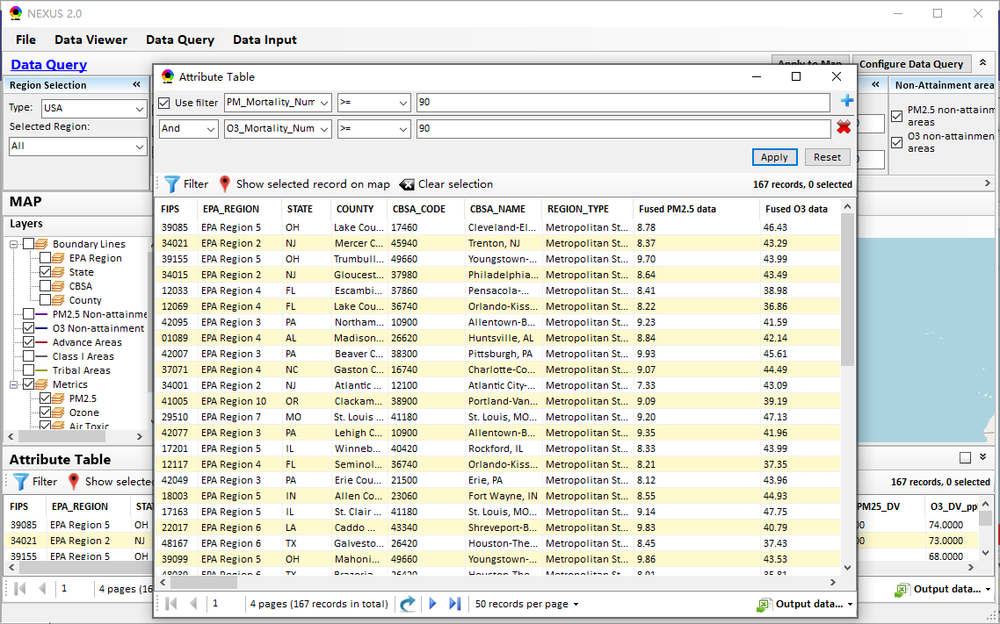 NEXUS 2.0
File Data Viewer Data Query Data Input
Data Query
Configure Data Query
Region Selection
Type: USA
Selected Region:
All
Non-Attainment area
PM2.5 non-attainm
areas
O3 non-attainmen
areas
MAP
Layers
Boundary Lines
EPA Region
State
CBSA
County
PM2.5 Non-attainme
O3 Non-attainment
Advance Areas
Class I Areas
Tribal Areas
Metrics
PM2.5
Ozone
Air Toxic
Attribute Table
Use filter PM_Mortality_Num >= 90
And O3_Mortality_Num >= 90
Apply Reset
Filter Show selected record on map Clear selection 167 records, 0 selected
FIPS EPA_REGION STATE COUNTY CBSA_CODE CBSA_NAME REGION_TYPE Fused PM2.5 data Fused O3 data
39085 EPA Region 5 OH Lake Cou... 17460 Cleveland-El... Metropolitan St... 8.78 46.43
34021 EPA Region 2 NJ Mercer C... 45940 Trenton, NJ Metropolitan St... 8.37 43.29
39155 EPA Region 5 OH Trumbull... 49660 Youngstown-... Metropolitan St... 9.70 43.99
34015 EPA Region 2 NJ Gloucest... 37980 Philadelphia... Metropolitan St... 8.64 43.49
12033 EPA Region 4 FL Escambi... 37860 Pensacola-... Metropolitan St... 8.41 38.98
12069 EPA Region 4 FL Lake Cou... 36740 Orlando-Kiss... Metropolitan St... 8.22 36.86
42095 EPA Region 3 PA Northam... 10900 Allentown-B... Metropolitan St... 9.23 41.59
01089 EPA Region 4 AL Madison... 26620 Huntsville, AL Metropolitan St... 8.84 42.14
42007 EPA Region 3 PA Beaver C... 38300 Pittsburgh, PA Metropolitan St... 9.93 45.61
37071 EPA Region 4 NC Gaston C... 16740 Charlotte-Co... Metropolitan St... 9.07 44.49
34001 EPA Region 2 NJ Atlantic ... 12100 Atlantic City-... Metropolitan St... 7.33 43.09
41005 EPA Region 10 OR Clackam... 38900 Portland-Van... Metropolitan St... 9.09 39.19
29510 EPA Region 7 MO St. Louis ... 41180 St. Louis, MO... Metropolitan St... 9.20 47.13
42077 EPA Region 3 PA Lehigh C... 10900 Allentown-B... Metropolitan St... 9.35 41.96
17201 EPA Region 5 IL Winneb... 40420 Rockford, IL Metropolitan St... 8.33 43.99
12117 EPA Region 4 FL Seminol... 36740 Orlando-Kiss... Metropolitan St... 8.21 37.35
42049 EPA Region 3 PA Erie Cou... 21500 Erie, PA Metropolitan St... 8.12 43.96
18003 EPA Region 5 IN Allen Co... 23060 Fort Wayne, IN Metropolitan St... 8.55 44.93
17163 EPA Region 5 IL St. Clair ... 41180 St. Louis, MO... Metropolitan St... 9.14 47.75
22017 EPA Region 6 LA Caddo ... 43340 Shreveport-B... Metropolitan St... 9.83 40.79
48167 EPA Region 6 TX Galvesto... 26420 Houston-The... Metropolitan St... 8.45 37.43
39099 EPA Region 5 OH Mahoni... 49660 Youngstown-... Metropolitan St... 9.86 43.53
1 4 pages (167 records in total) 50 records per page Output data...
Attribute Table
Filter Show selecte 167 records, 0 selected
FIPS EPA_REGION STA PM25_DV O3_DV_pp
39085 EPA Region 5 OH 74.0000
34021 EPA Region 2 NJ 73.0000
39155 EPA Region 5 OH 68.0000
1 4 pages (16 Output data...